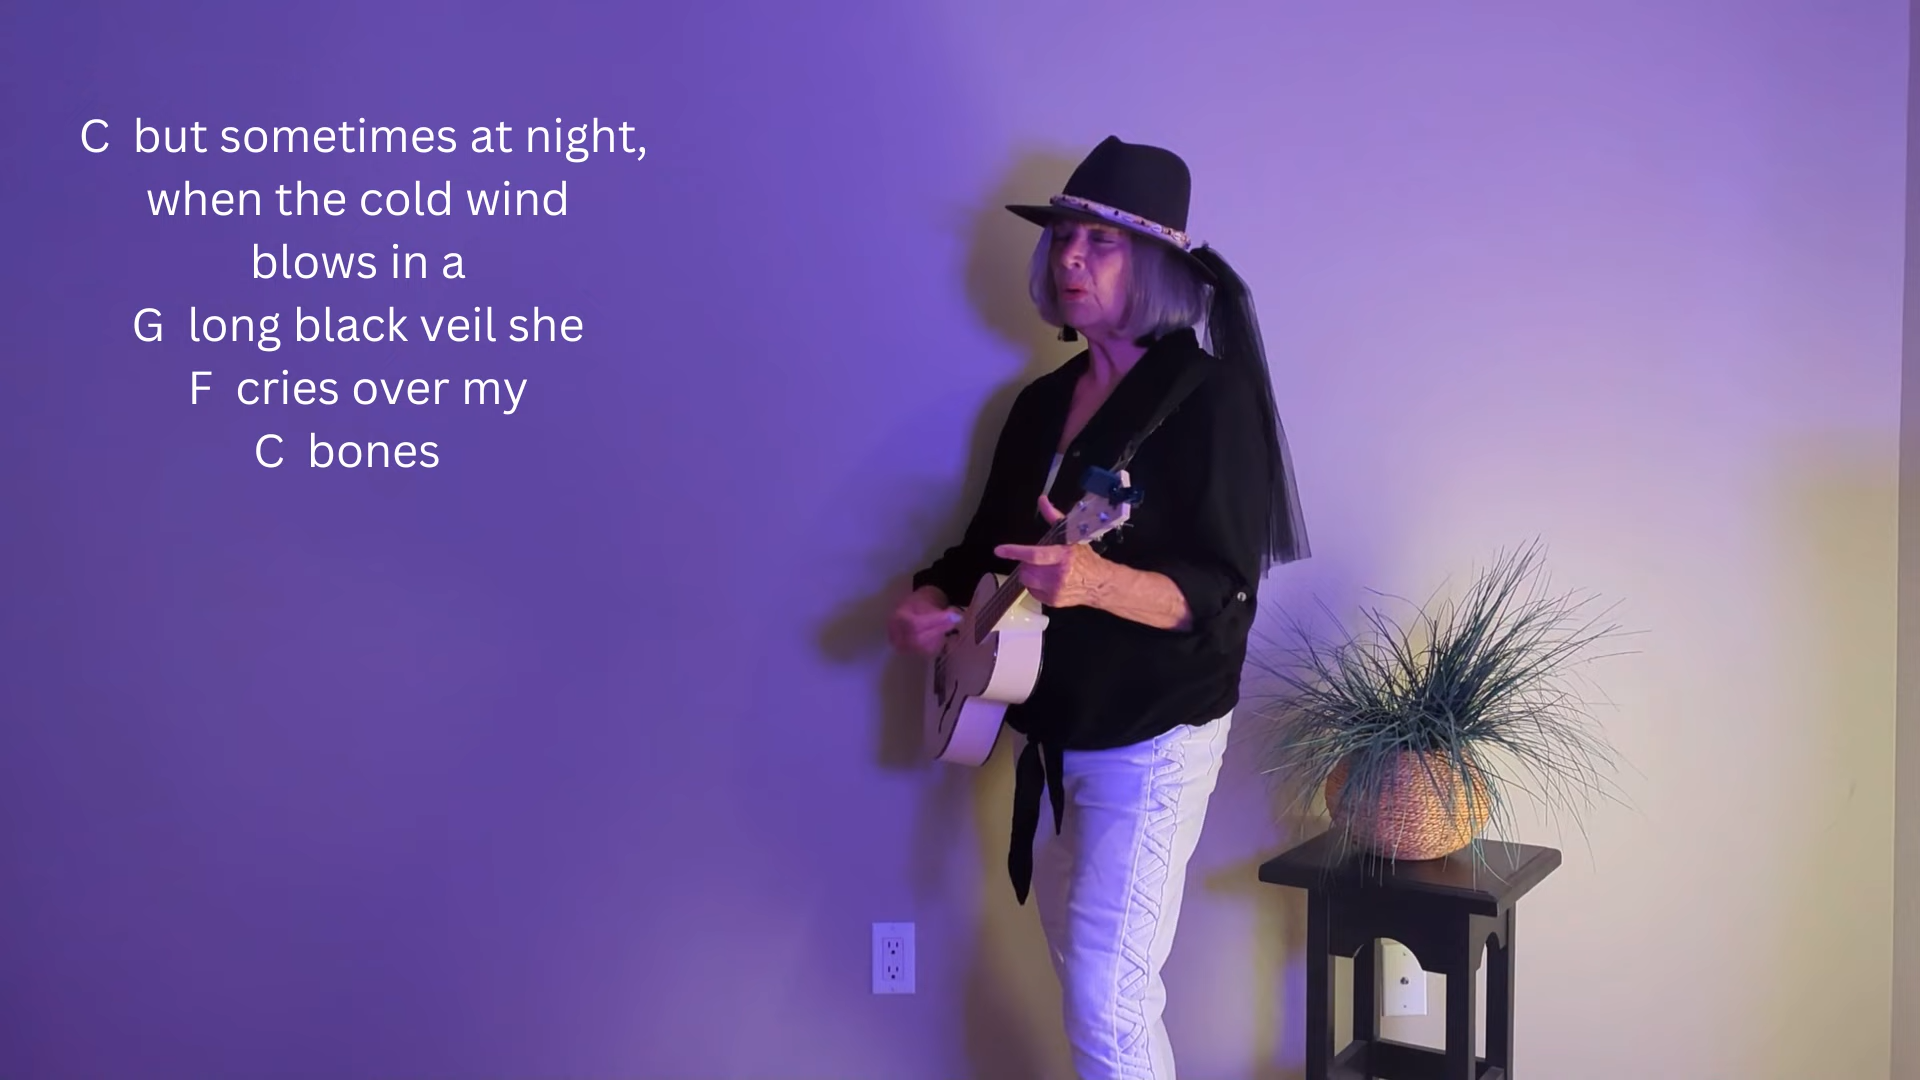 C  but sometimes at night,
when the cold wind
blows in a
G  long black veil she
F  cries over my
C  bones